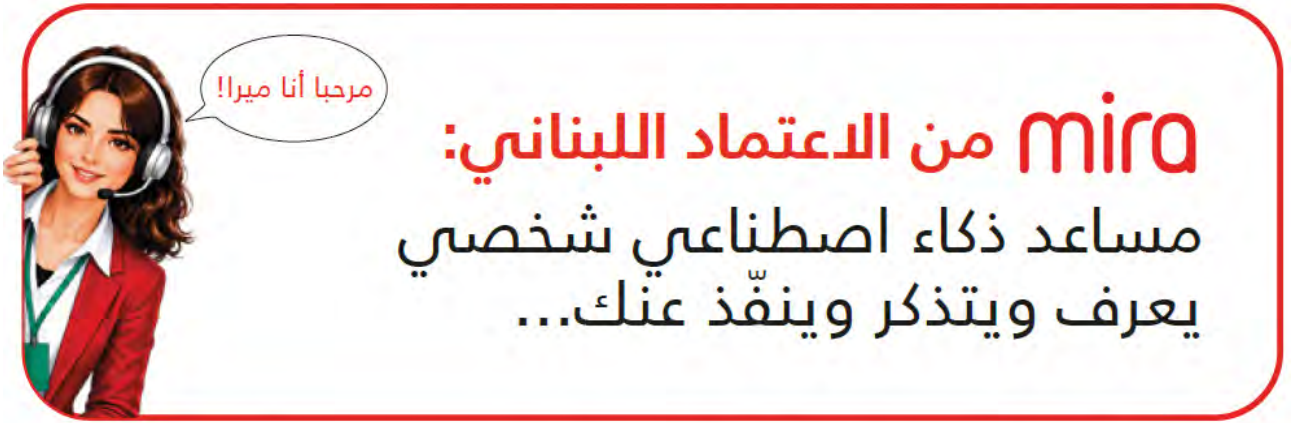 مرحبا أنا ميرا!
mira من الاعتماد اللبناني:
مساعد ذكاء اصطناعي شخصي
يعرف ويتذكر وينفّذ عنك...